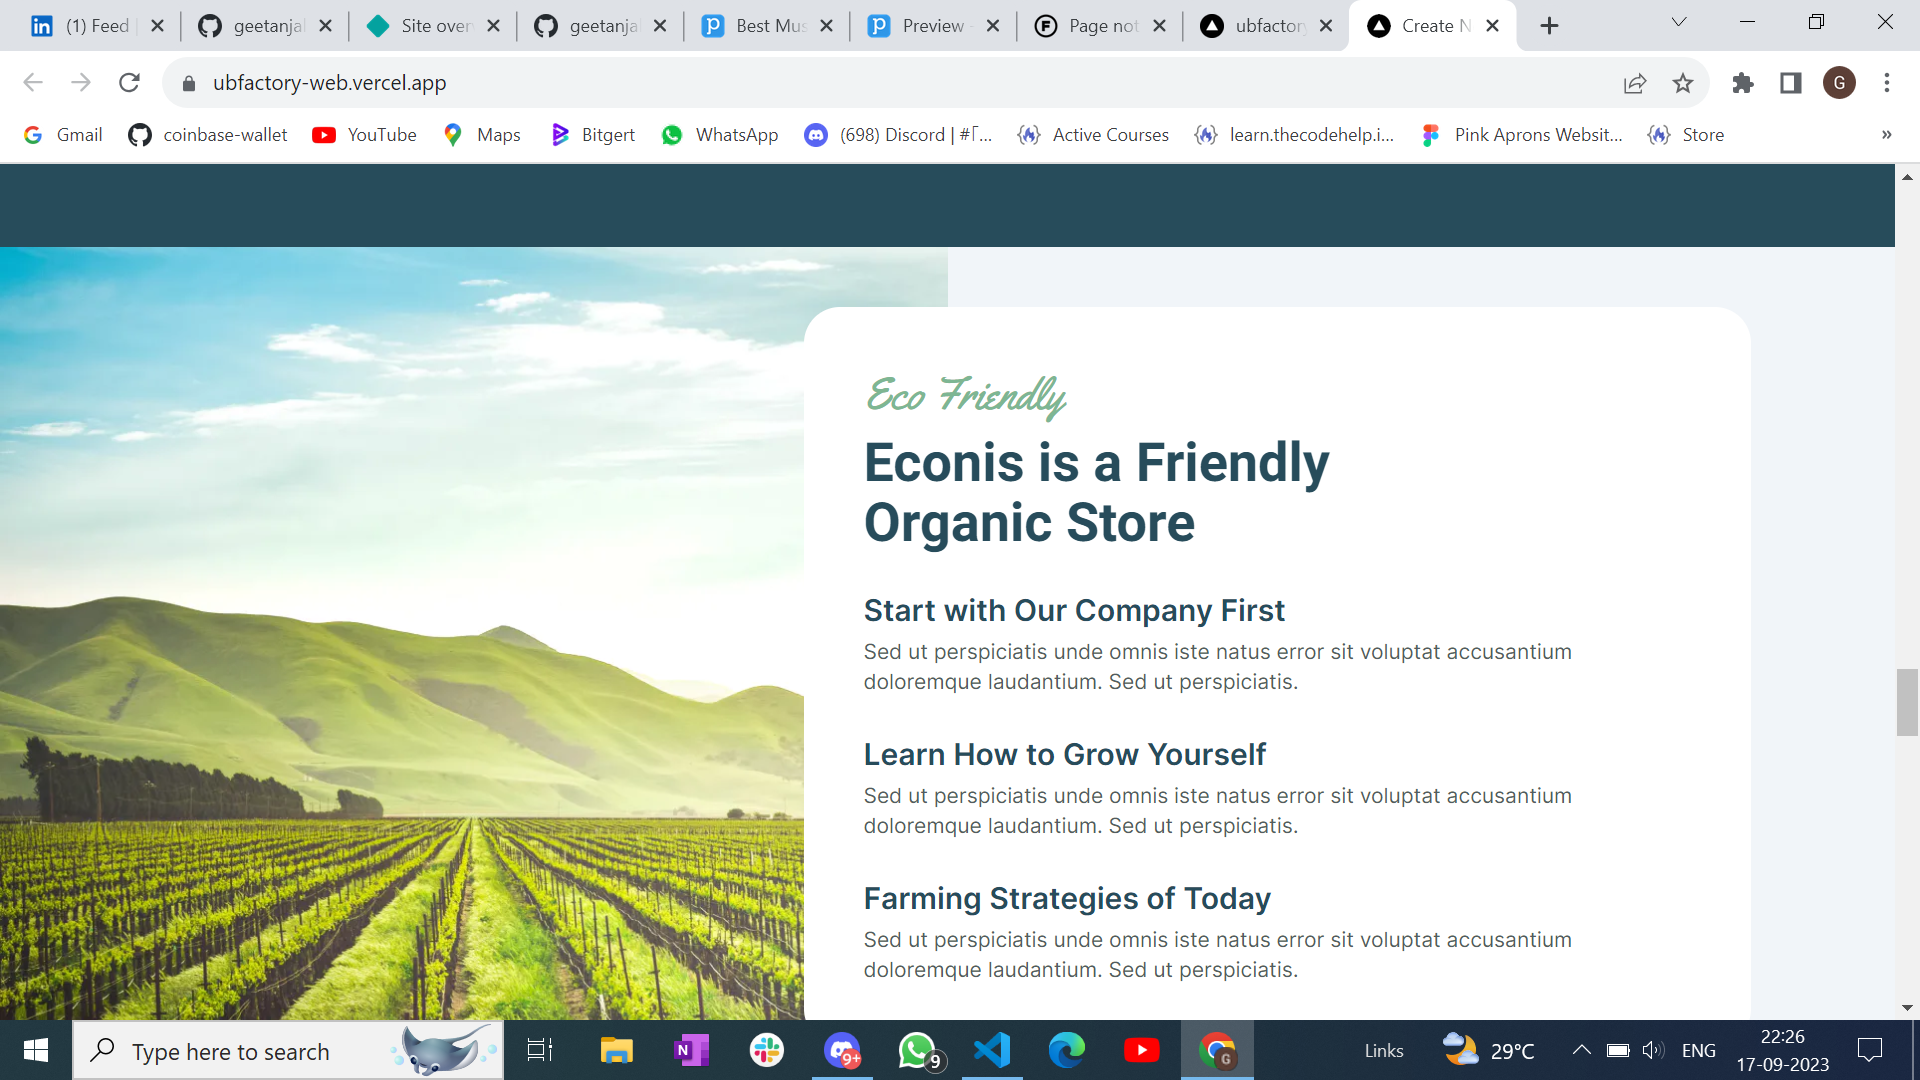 (1) Feed
geetanja
Site over
geetanja
Best Mus
Preview -
Page not
ubfactory
Create N
ubfactory-web.vercel.app
G
Gmail
coinbase-wallet
YouTube
Maps
Bitgert
WhatsApp
(698) Discord | #Г...
Active Courses
learn.thecodehelp.i...
Pink Aprons Websit...
Store
»
Eco Friendly
Econis is a Friendly
Organic Store
Start with Our Company First
Sed ut perspiciatis unde omnis iste natus error sit voluptat accusantium
doloremque laudantium. Sed ut perspiciatis.
Learn How to Grow Yourself
Sed ut perspiciatis unde omnis iste natus error sit voluptat accusantium
doloremque laudantium. Sed ut perspiciatis.
Farming Strategies of Today
Sed ut perspiciatis unde omnis iste natus error sit voluptat accusantium
doloremque laudantium. Sed ut perspiciatis.
Type here to search
9+
9
Links
29°C
ENG
22:26
17-09-2023